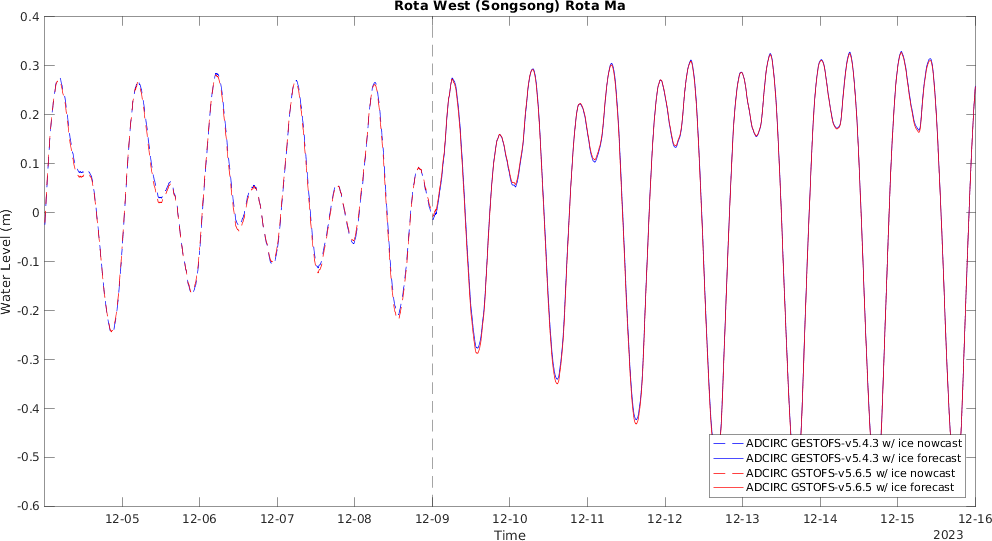 Rota West (Songsong) Rota Ma
0.4
0.3
0.2
0.1
0
-0.1
-0.2
-0.3
-0.4
-0.5
-0.6
Water Level (m)
ADCIRC GESTOFS-v5.4.3 w/ ice nowcast
ADCIRC GESTOFS-v5.4.3 w/ ice forecast
ADCIRC GSTOFS-v5.6.5 w/ ice nowcast
ADCIRC GSTOFS-v5.6.5 w/ ice forecast
12-05 12-06 12-07 12-08 12-09 12-10 12-11 12-12 12-13 12-14 12-15 12-16
Time
2023